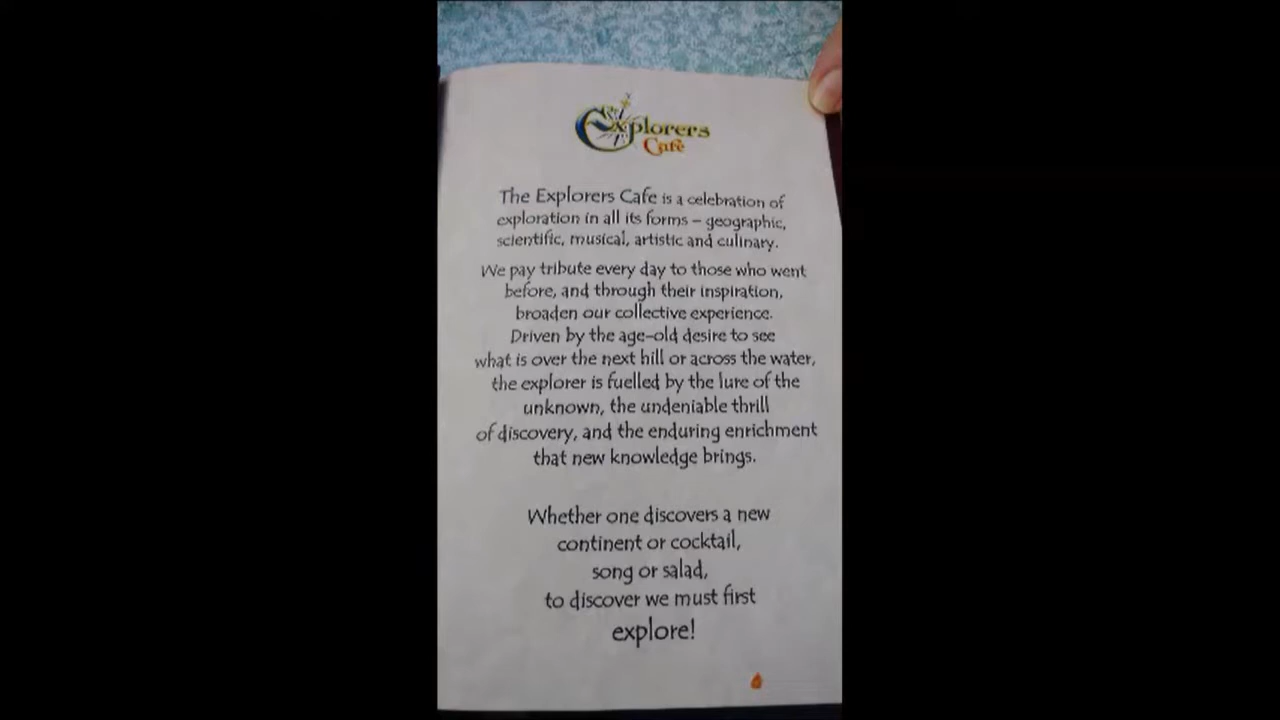 Explorers
Cafe
The Explorers Cafe is a celebration of
exploration in all its forms – geographic,
scientific, musical, artistic and culinary.
We pay tribute every day to those who went
before, and through their inspiration,
broaden our collective experience.
Driven by the age-old desire to see
what is over the next hill or across the water,
the explorer is fuelled by the lure of the
unknown, the undeniable thrill
of discovery, and the enduring enrichment
that new knowledge brings.
Whether one discovers a new
continent or cocktail,
song or salad,
to discover we must first
explore!